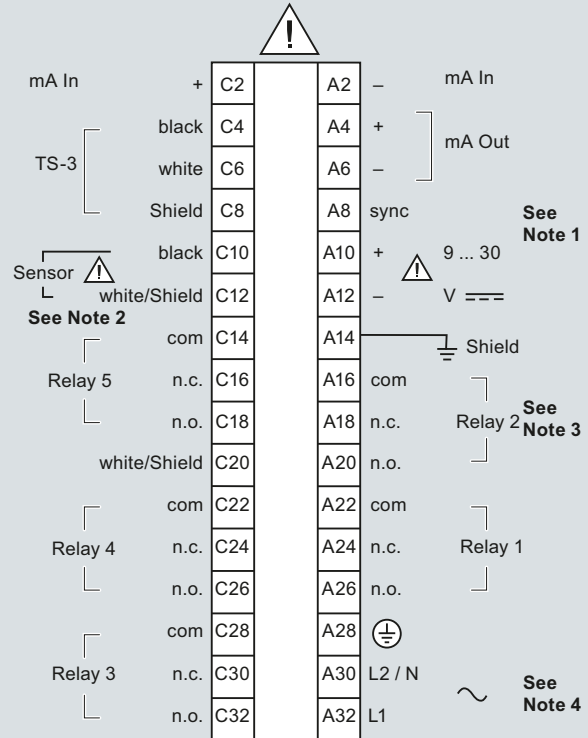 mA In + C2 A2 – mA In
black C4 A4 +
mA Out
TS-3 white C6 A6 –
Shield C8 A8 sync See
Note 1
black C10 A10 + 9 ... 30
Sensor
white/Shield C12 A12 – V
See Note 2
com C14 A14 Shield
Relay 5 n.c. C16 A16 com
n.o. C18 A18 n.c. Relay 2 See
Note 3
white/Shield C20 A20 n.o.
com C22 A22 com
Relay 4 n.c. C24 A24 n.c. Relay 1
n.o. C26 A26 n.o.
com C28 A28
Relay 3 n.c. C30 A30 L2 / N See
Note 4
n.o. C32 A32 L1